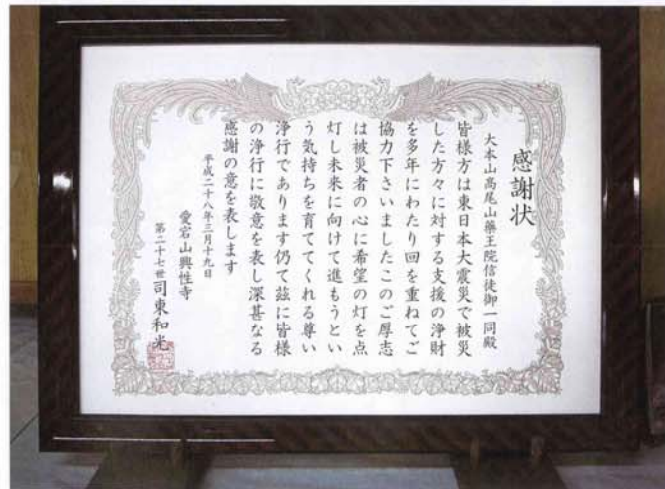 感謝状
大本山高尾山藥王院信徒御一同殿
皆様方は東日本大震災で被災
した方々に対する支援の浄財
を多年にわたり回を重ねてご
協力下さいましたこのご厚志
は被災者の心に希望の灯を点
灯し未来に向けて進もうとい
う気持ちを育ててくれる尊い
浄行であります仍て茲に皆様
の浄行に敬意を表し深甚なる
感謝の意を表します
平成二十八年三月十九日
愛宕山興性寺
第二十七世 司東和光